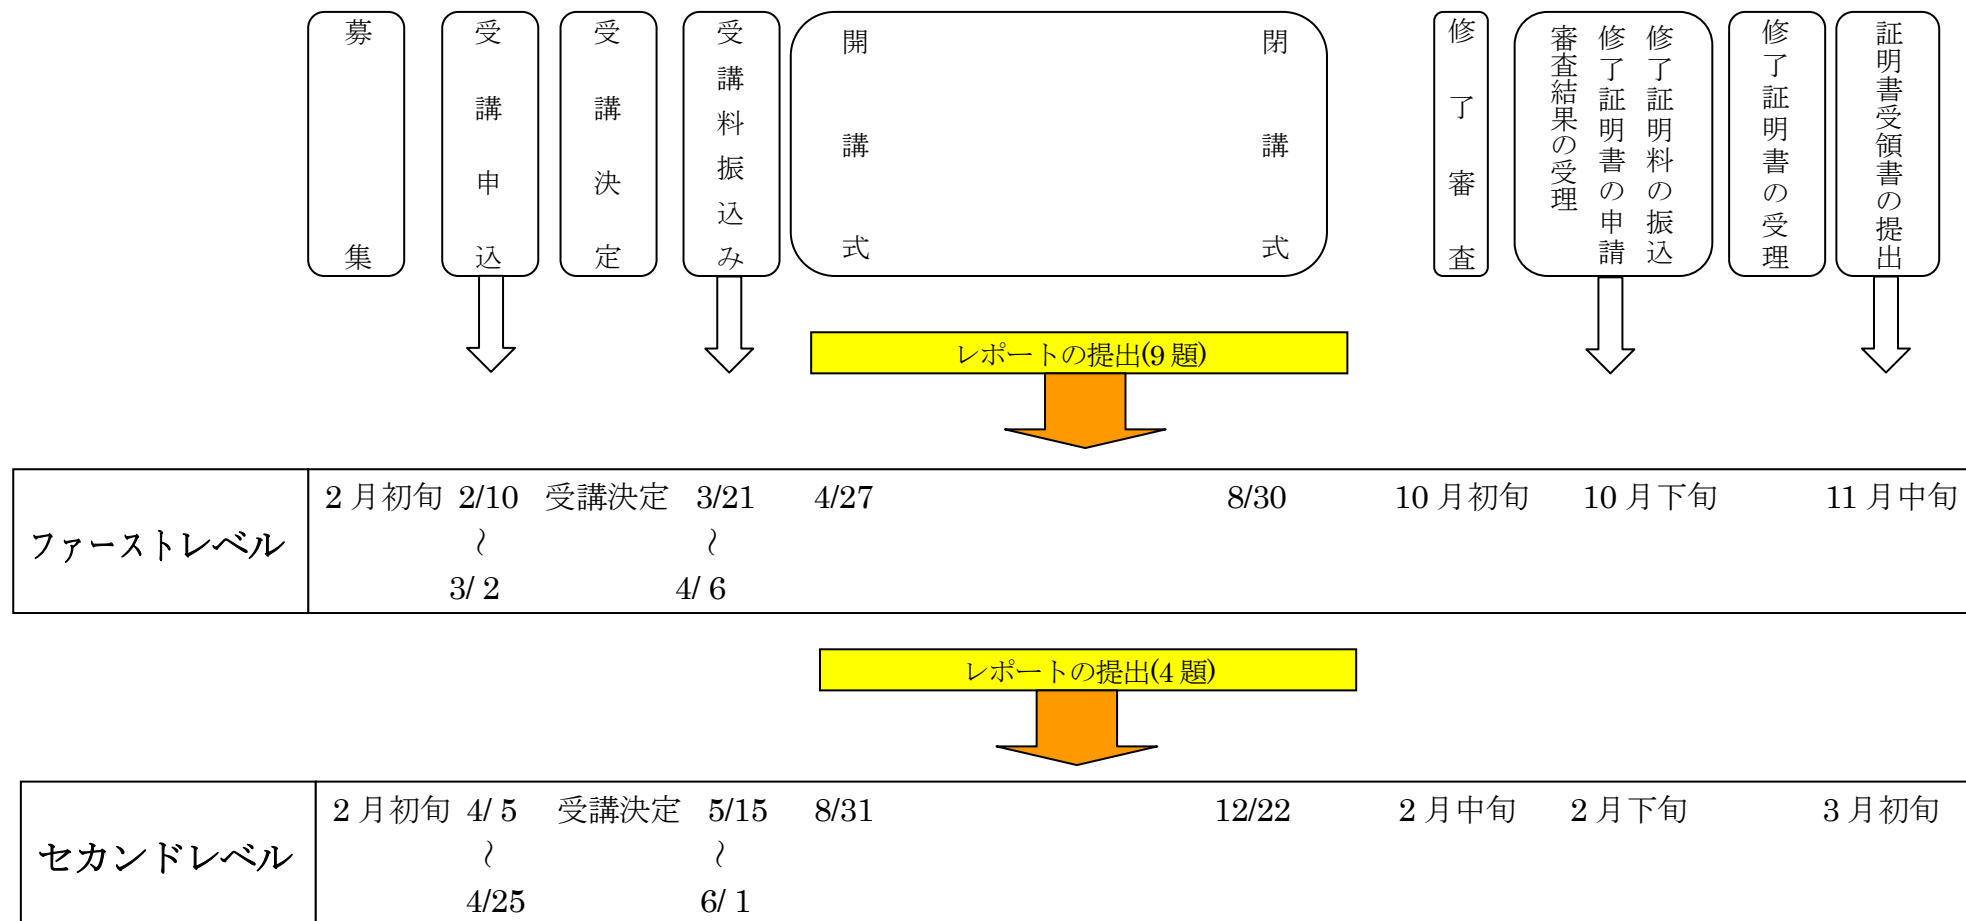 募集
受講申込
受講決定
受講料振込み
開講式
閉講式
修了審査
修了証明料の振込
修了証明書の申請
審査結果の受理
修了証明書の受理
証明書受領書の提出
レポートの提出(9題)
ファーストレベル
2月初旬 2/10 受講決定 3/21 4/27 8/30 10月初旬 10月下旬 11月中旬
~ ~
3/ 2 4/ 6
レポートの提出(4題)
セカンドレベル
2月初旬 4/ 5 受講決定 5/15 8/31 12/22 2月中旬 2月下旬 3月初旬
~ ~
4/25 6/ 1